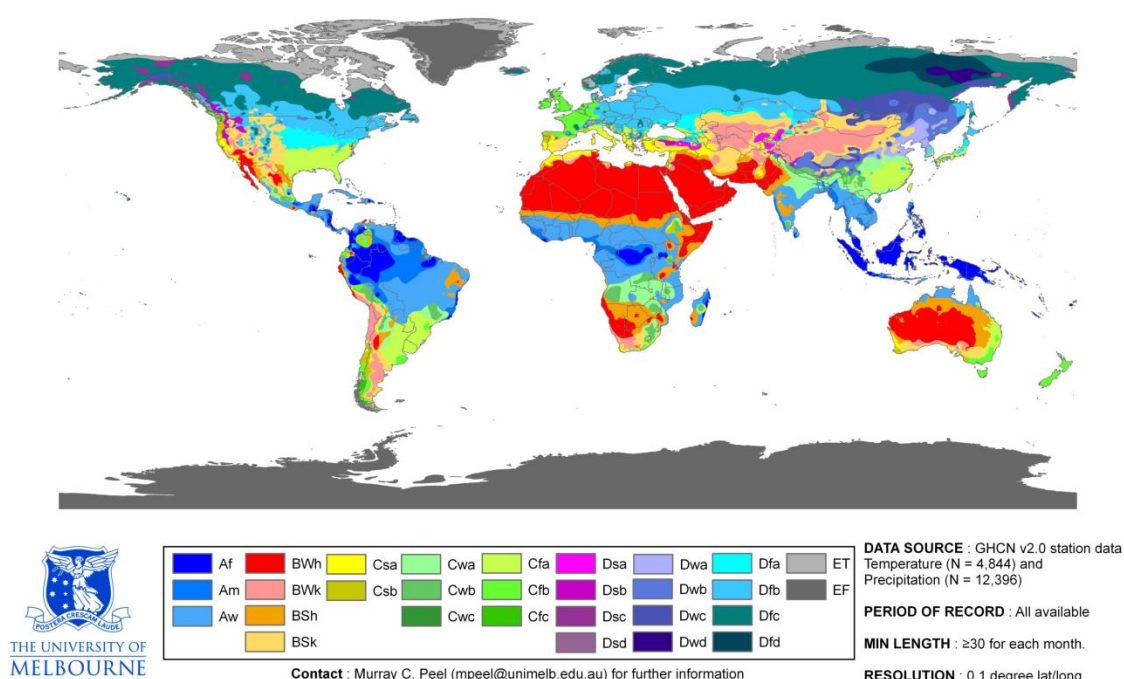 Af
Am
Aw
BWh
BWk
BSh
BSk
Csa
Csb
Cwa
Cwb
Cwc
Cfa
Cfb
Cfc
Dsa
Dsb
Dsc
Dsd
Dwa
Dwb
Dwc
Dwd
Dfa
Dfb
Dfc
Dfd
ET
EF
POSTERA CRESCAM LAUDE
THE UNIVERSITY OF
MELBOURNE
Contact : Murray C. Peel (mpeel@unimelb.edu.au) for further information
DATA SOURCE : GHCN v2.0 station data
Temperature (N = 4,844) and
Precipitation (N = 12,396)
PERIOD OF RECORD : All available
MIN LENGTH : ≥30 for each month.
RESOLUTION : 0.1 degree lat/long